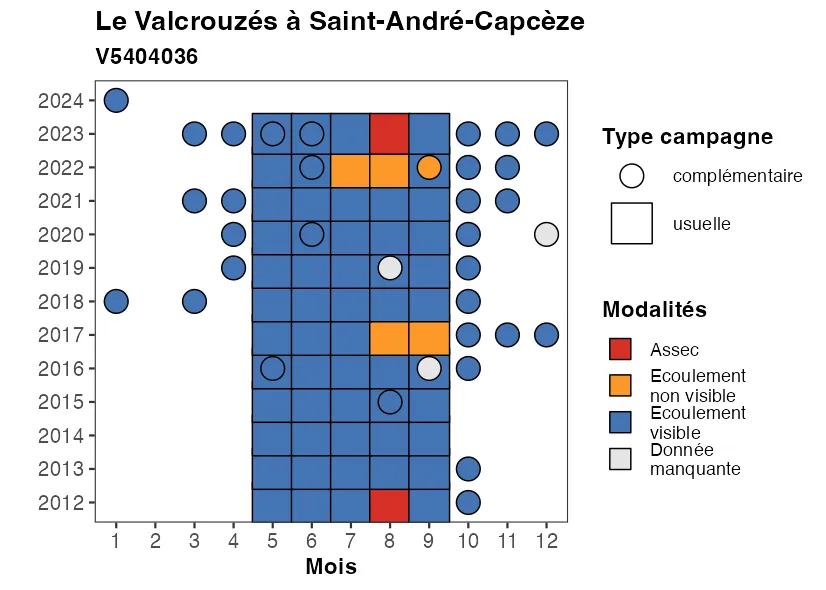 Le Valcrouzés à Saint-André-Capcèze
V5404036
2024
2023
2022
2021
2020
2019
2018
2017
2016
2015
2014
2013
2012
1 2 3 4 5 6 7 8 9 10 11 12
Mois
Type campagne
complémentaire
usuelle
Modalités
Assec
Ecoulement
non visible
Ecoulement
visible
Donnée
manquante